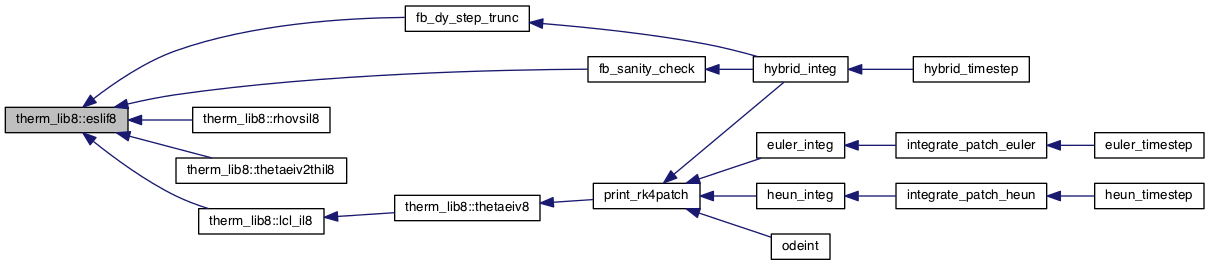 fb_dy_step_trunc
fb_sanity_check
hybrid_integ
hybrid_timestep
therm_lib8::eslif8
therm_lib8::rhovsil8
euler_integ
integrate_patch_euler
euler_timestep
therm_lib8::thetaeiv2thil8
print_rk4patch
heun_integ
integrate_patch_heun
heun_timestep
therm_lib8::lcl_il8
therm_lib8::thetaeiv8
odeint